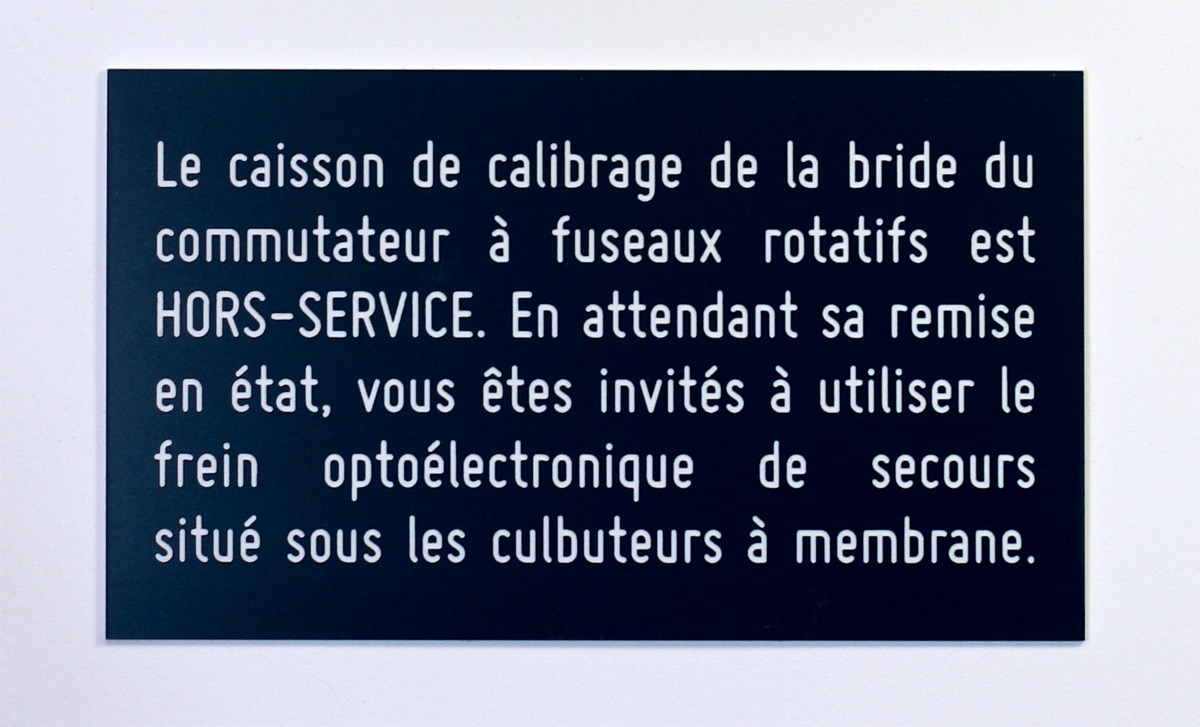 Le caisson de calibrage de la bride du
commutateur à fuseaux rotatifs est
HORS-SERVICE. En attendant sa remise
en état, vous êtes invités à utiliser le
frein optoélectronique de secours
situé sous les culbuteurs à membrane.